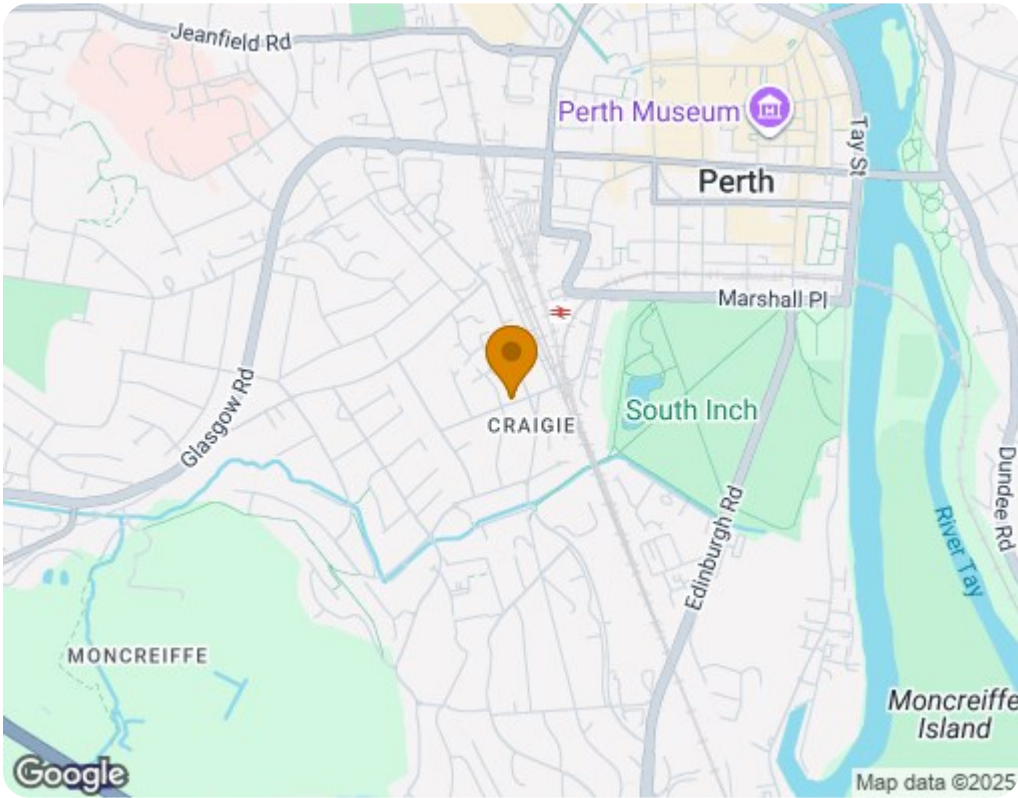 Jeanfield Rd
Perth Museum
Tay St
Perth
Marshall Pl
Glasgow Rd
CRAIGIE
South Inch
Dundee Rd
Edinburgh Rd
River Tay
MONCREIFFE
Moncreiffe
Island
Google
Map data ©2025